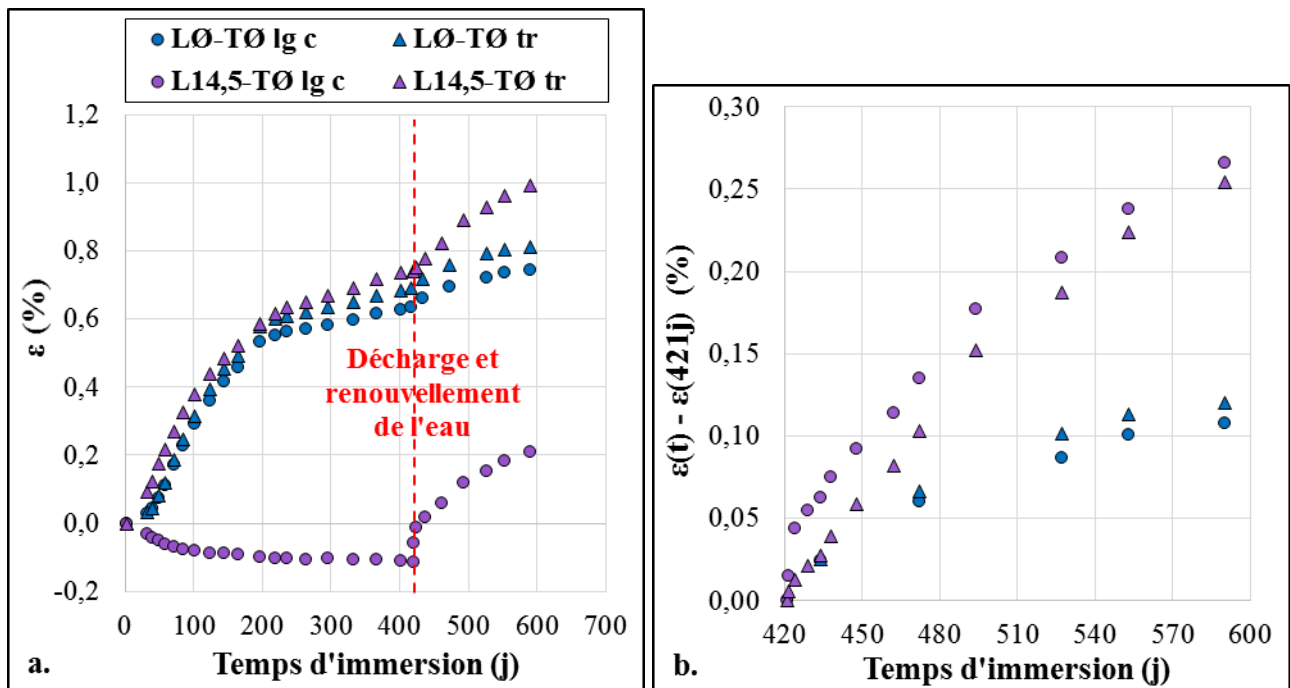 LØ-TØ lg c LØ-TØ tr
L14,5-TØ lg c L14,5-TØ tr
1,2
1,0
0,8
0,6
0,4
0,2
0,0
-0,2
ε (%)
Décharge et
renouvellement
de l'eau
0 100 200 300 400 500 600 700
Temps d'immersion (j)
a.
0,30
0,25
0,20
0,15
0,10
0,05
0,00
ε(t) - ε(421j) (%)
420 450 480 510 540 570 600
Temps d'immersion (j)
b.